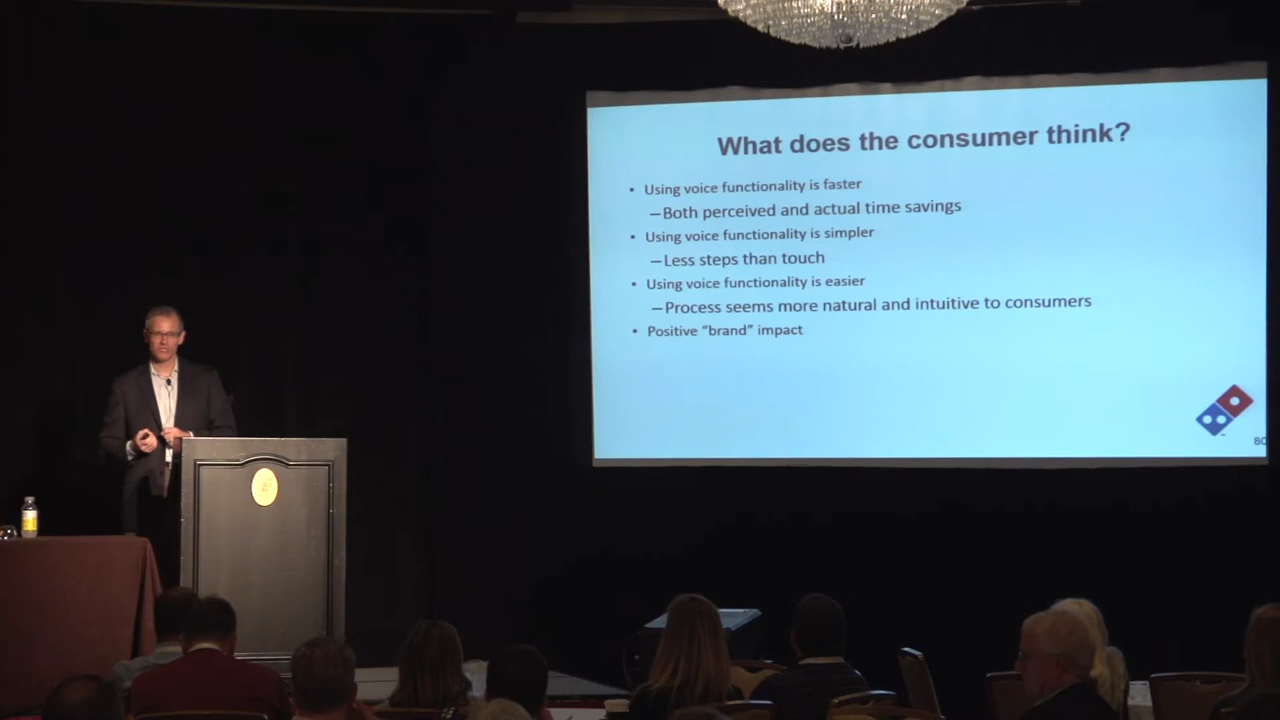 What does the consumer think?
• Using voice functionality is faster
–Both perceived and actual time savings
• Using voice functionality is simpler
–Less steps than touch
• Using voice functionality is easier
–Process seems more natural and intuitive to consumers
• Positive “brand” impact
80